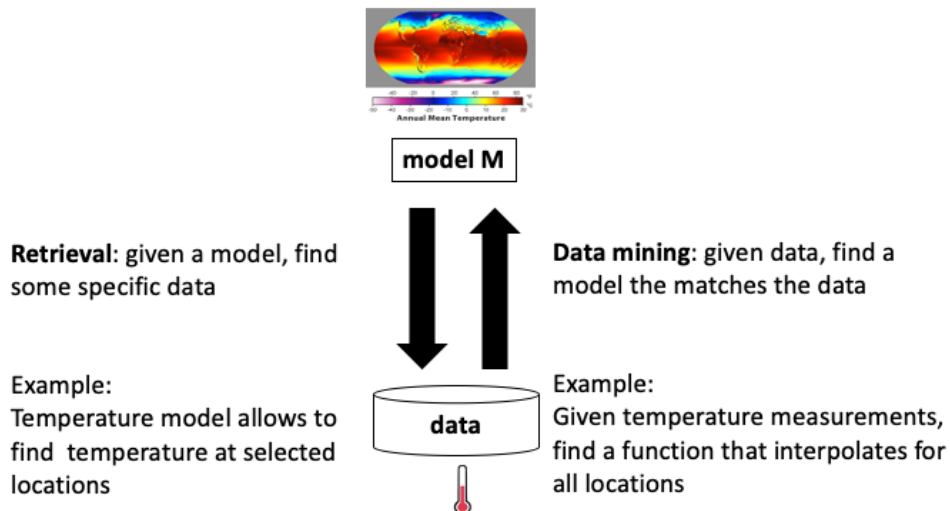 Annual Mean Temperature
model M
Retrieval: given a model, find
some specific data
Data mining: given data, find a
model the matches the data
data
Example:
Temperature model allows to
find temperature at selected
locations
Example:
Given temperature measurements,
find a function that interpolates for
all locations